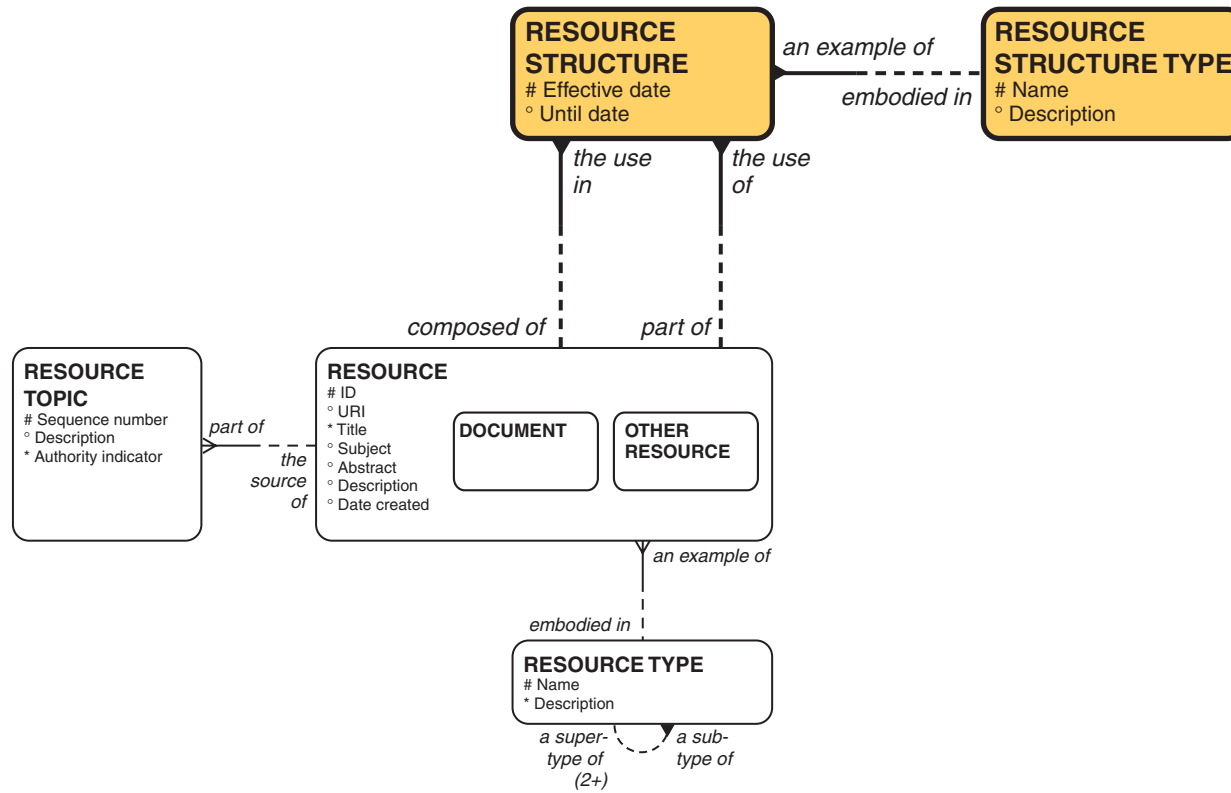 RESOURCE
STRUCTURE
# Effective date
° Until date
an example of
embodied in
RESOURCE
STRUCTURE TYPE
# Name
° Description
the use
in
the use
of
composed of
part of
RESOURCE
TOPIC
# Sequence number
° Description
* Authority indicator
part of
the
source
of
RESOURCE
# ID
° URI
* Title
° Subject
° Abstract
° Description
° Date created
DOCUMENT
OTHER
RESOURCE
an example of
embodied in
RESOURCE TYPE
# Name
* Description
a super-
type of
(2+)
a sub-
type of